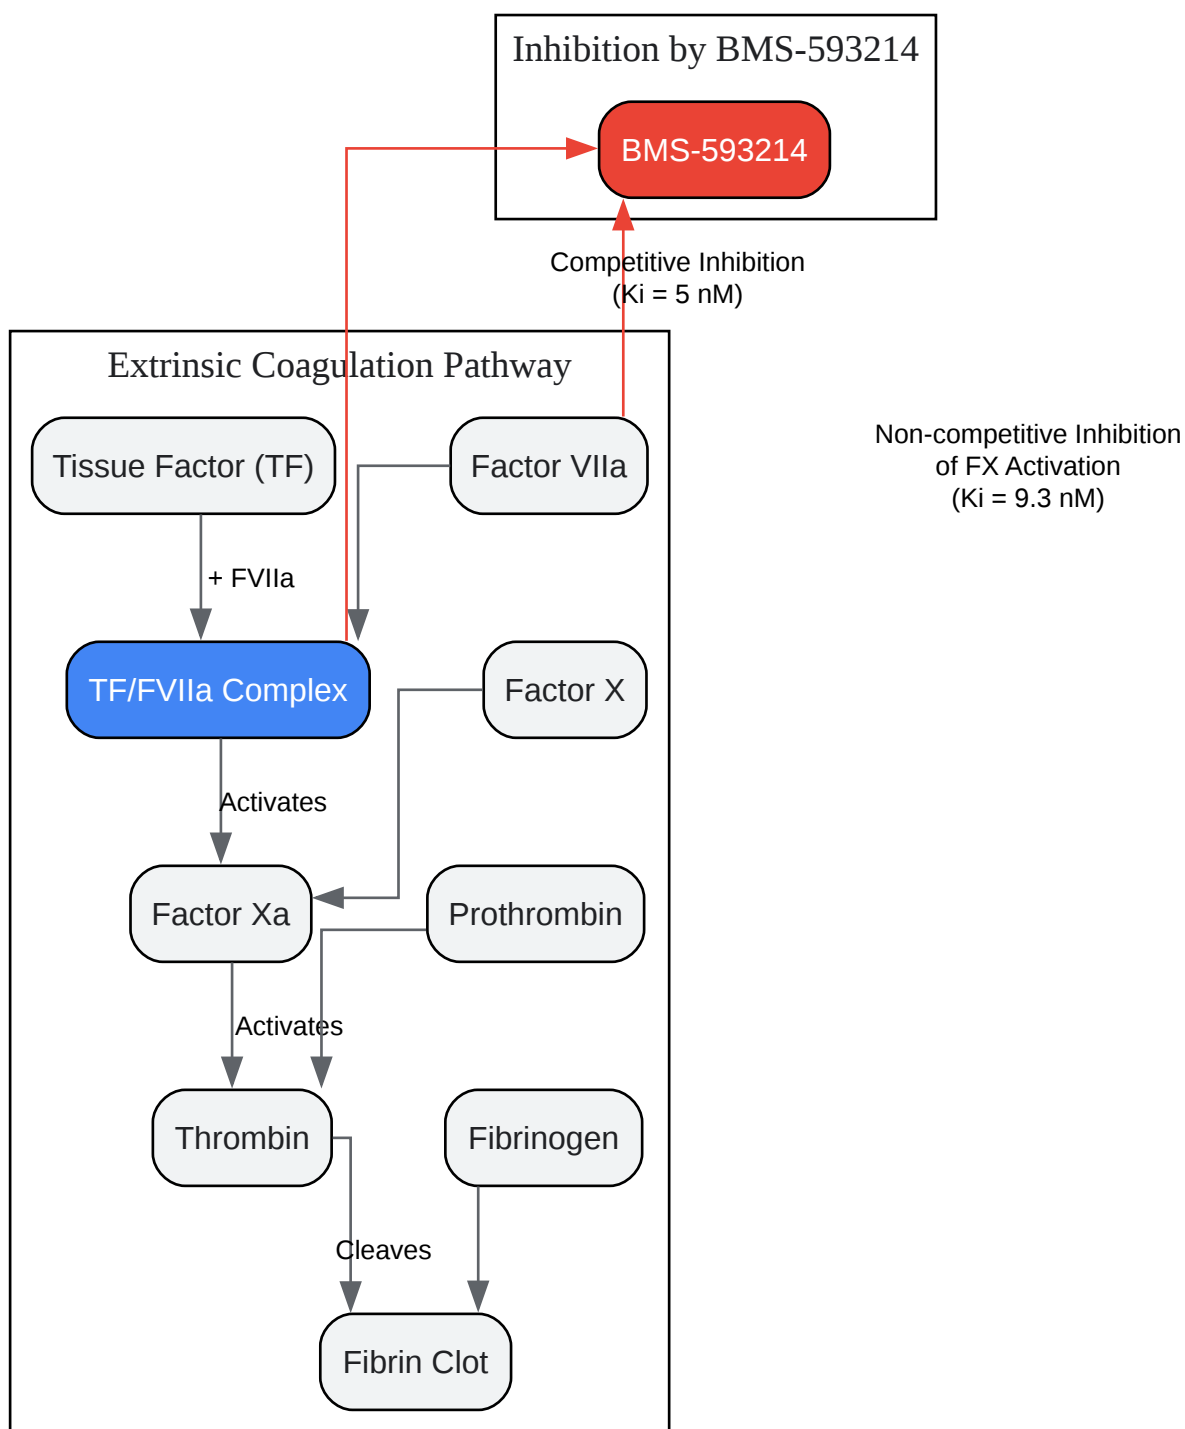 Inhibition by BMS-593214
BMS-593214
Competitive Inhibition
(Ki = 5 nM)
Extrinsic Coagulation Pathway
Tissue Factor (TF)
Factor VIIa
Non-competitive Inhibition
of FX Activation
(Ki = 9.3 nM)
+ FVIIa
TF/FVIIa Complex
Factor X
Activates
Factor Xa
Prothrombin
Activates
Thrombin
Fibrinogen
Cleaves
Fibrin Clot